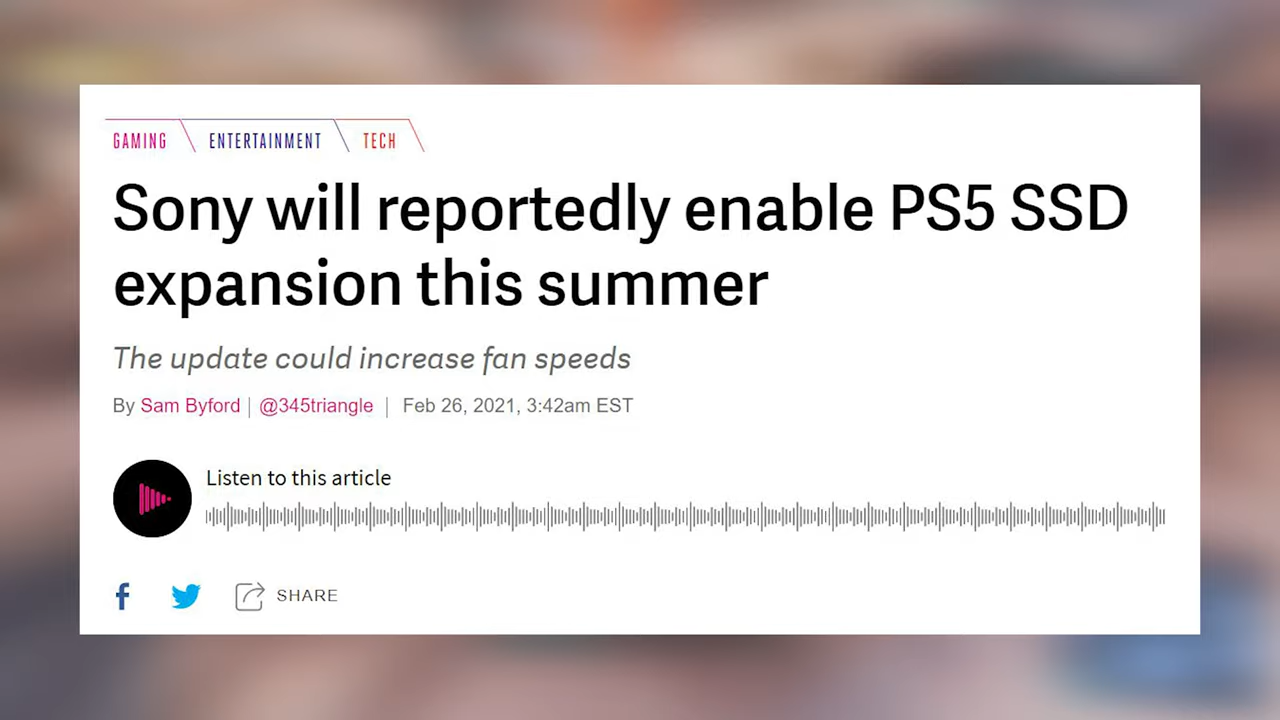 GAMING ENTERTAINMENT TECH
Sony will reportedly enable PS5 SSD
expansion this summer
The update could increase fan speeds
By Sam Byford | @345triangle | Feb 26, 2021, 3:42am EST
Listen to this article
SHARE